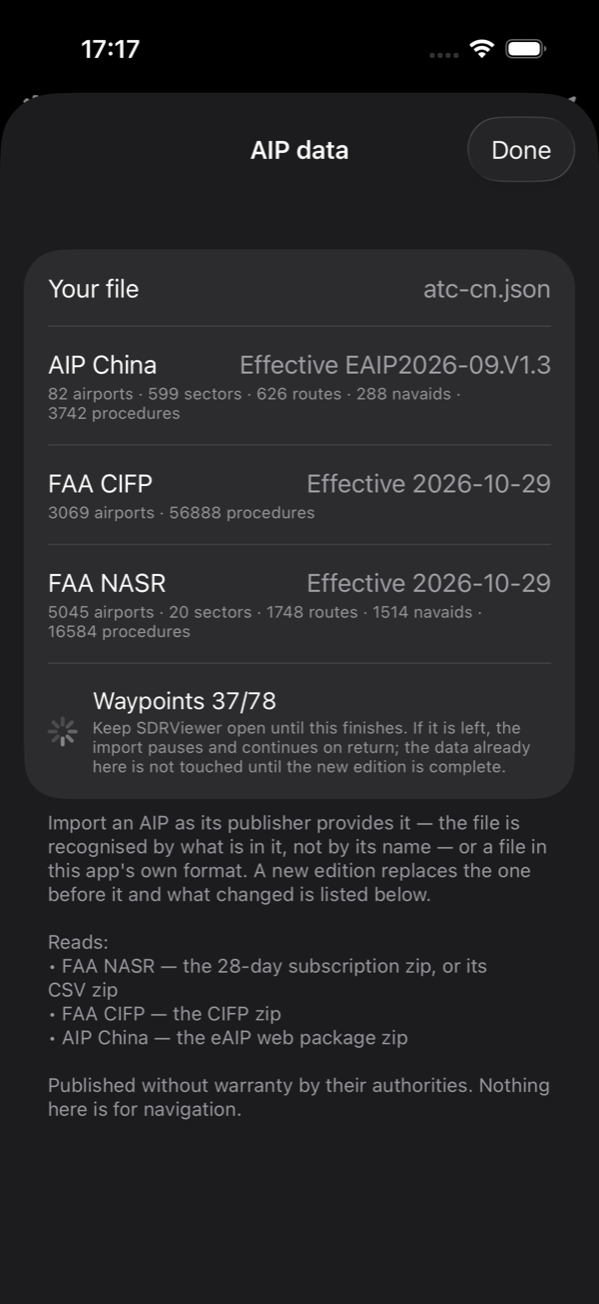 17:17
AIP data
Done
Your file
atc-cn.json
AIP China
Effective EAIP2026-09.V1.3
82 airports · 599 sectors · 626 routes · 288 navaids ·
3742 procedures
FAA CIFP
Effective 2026-10-29
3069 airports · 56888 procedures
FAA NASR
Effective 2026-10-29
5045 airports · 20 sectors · 1748 routes · 1514 navaids ·
16584 procedures
Waypoints 37/78
Keep SDRViewer open until this finishes. If it is left, the
import pauses and continues on return; the data already
here is not touched until the new edition is complete.
Import an AIP as its publisher provides it — the file is
recognised by what is in it, not by its name — or a file in
this app's own format. A new edition replaces the one
before it and what changed is listed below.
Reads:
• FAA NASR — the 28-day subscription zip, or its
CSV zip
• FAA CIFP — the CIFP zip
• AIP China — the eAIP web package zip
Published without warranty by their authorities. Nothing
here is for navigation.